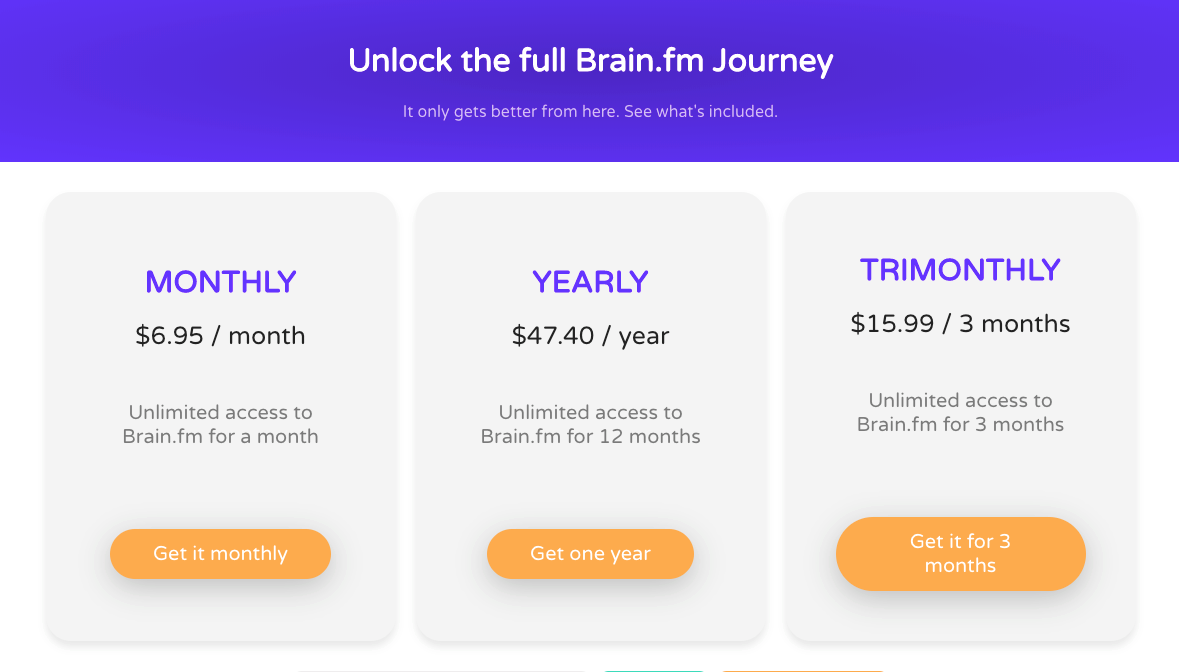 Unlock the full Brain.fm Journey
It only gets better from here. See what's included.
MONTHLY
$6.95 / month
Unlimited access to
Brain.fm for a month
Get it monthly
YEARLY
$47.40 / year
Unlimited access to
Brain.fm for 12 months
Get one year
TRIMONTHLY
$15.99 / 3 months
Unlimited access to
Brain.fm for 3 months
Get it for 3
months